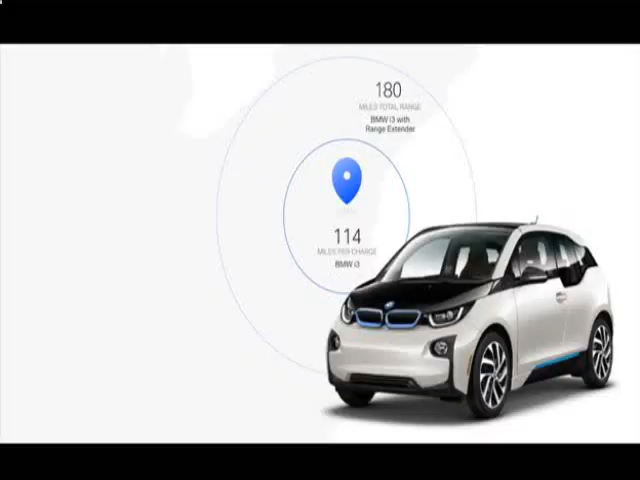 180
MILES TOTAL RANGE
BMW i3 with
Range Extender
114
MILES PER CHARGE
BMW i3